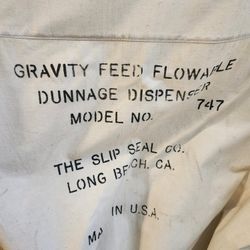 GRAVITY FEED FLOWABLE
DUNNAGE DISPENSER
MODEL NO. 747
THE SLIP SEAL CO.
LONG BEACH, CA.
IN U.S.A.